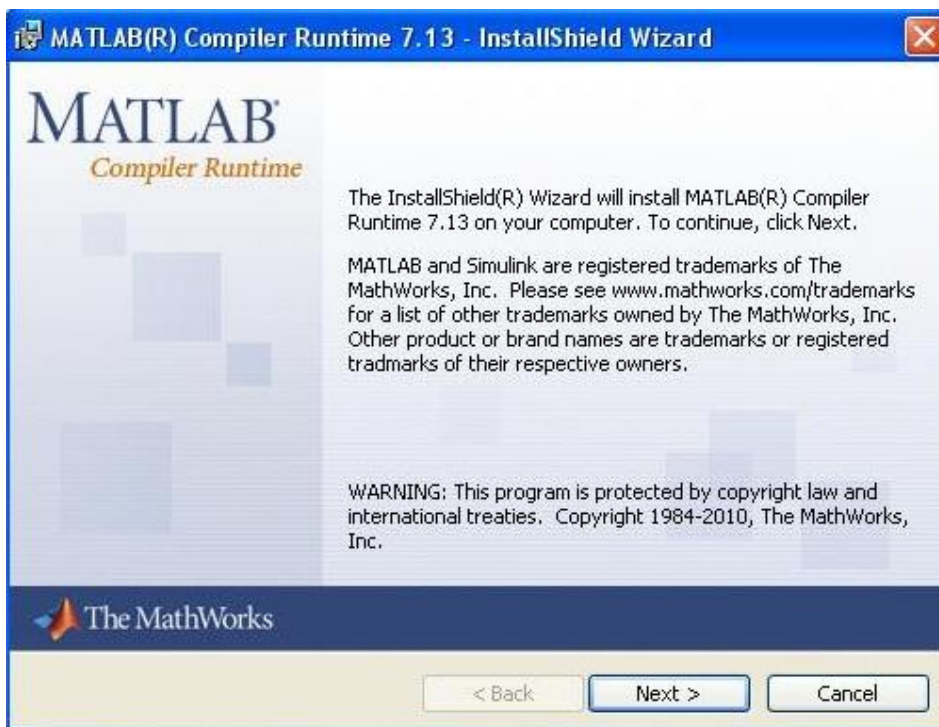 MATLAB(R) Compiler Runtime 7.13 - InstallShield Wizard
MATLAB®
Compiler Runtime
The InstallShield(R) Wizard will install MATLAB(R) Compiler
Runtime 7.13 on your computer. To continue, click Next.
MATLAB and Simulink are registered trademarks of The
MathWorks, Inc. Please see www.mathworks.com/trademarks
for a list of other trademarks owned by The MathWorks, Inc.
Other product or brand names are trademarks or registered
tradmarks of their respective owners.
WARNING: This program is protected by copyright law and
international treaties. Copyright 1984-2010, The MathWorks,
Inc.
The MathWorks
< Back
Next >
Cancel